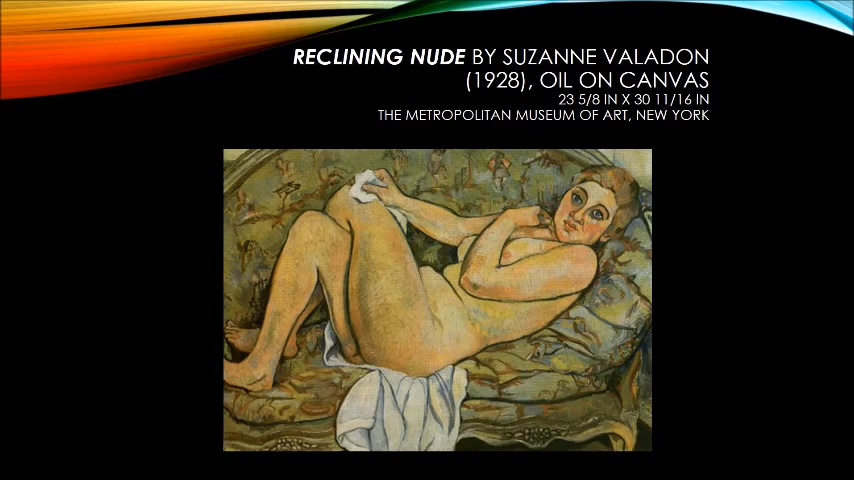 RECLINING NUDE BY SUZANNE VALADON
(1928), OIL ON CANVAS
23 5/8 IN X 30 11/16 IN
THE METROPOLITAN MUSEUM OF ART, NEW YORK